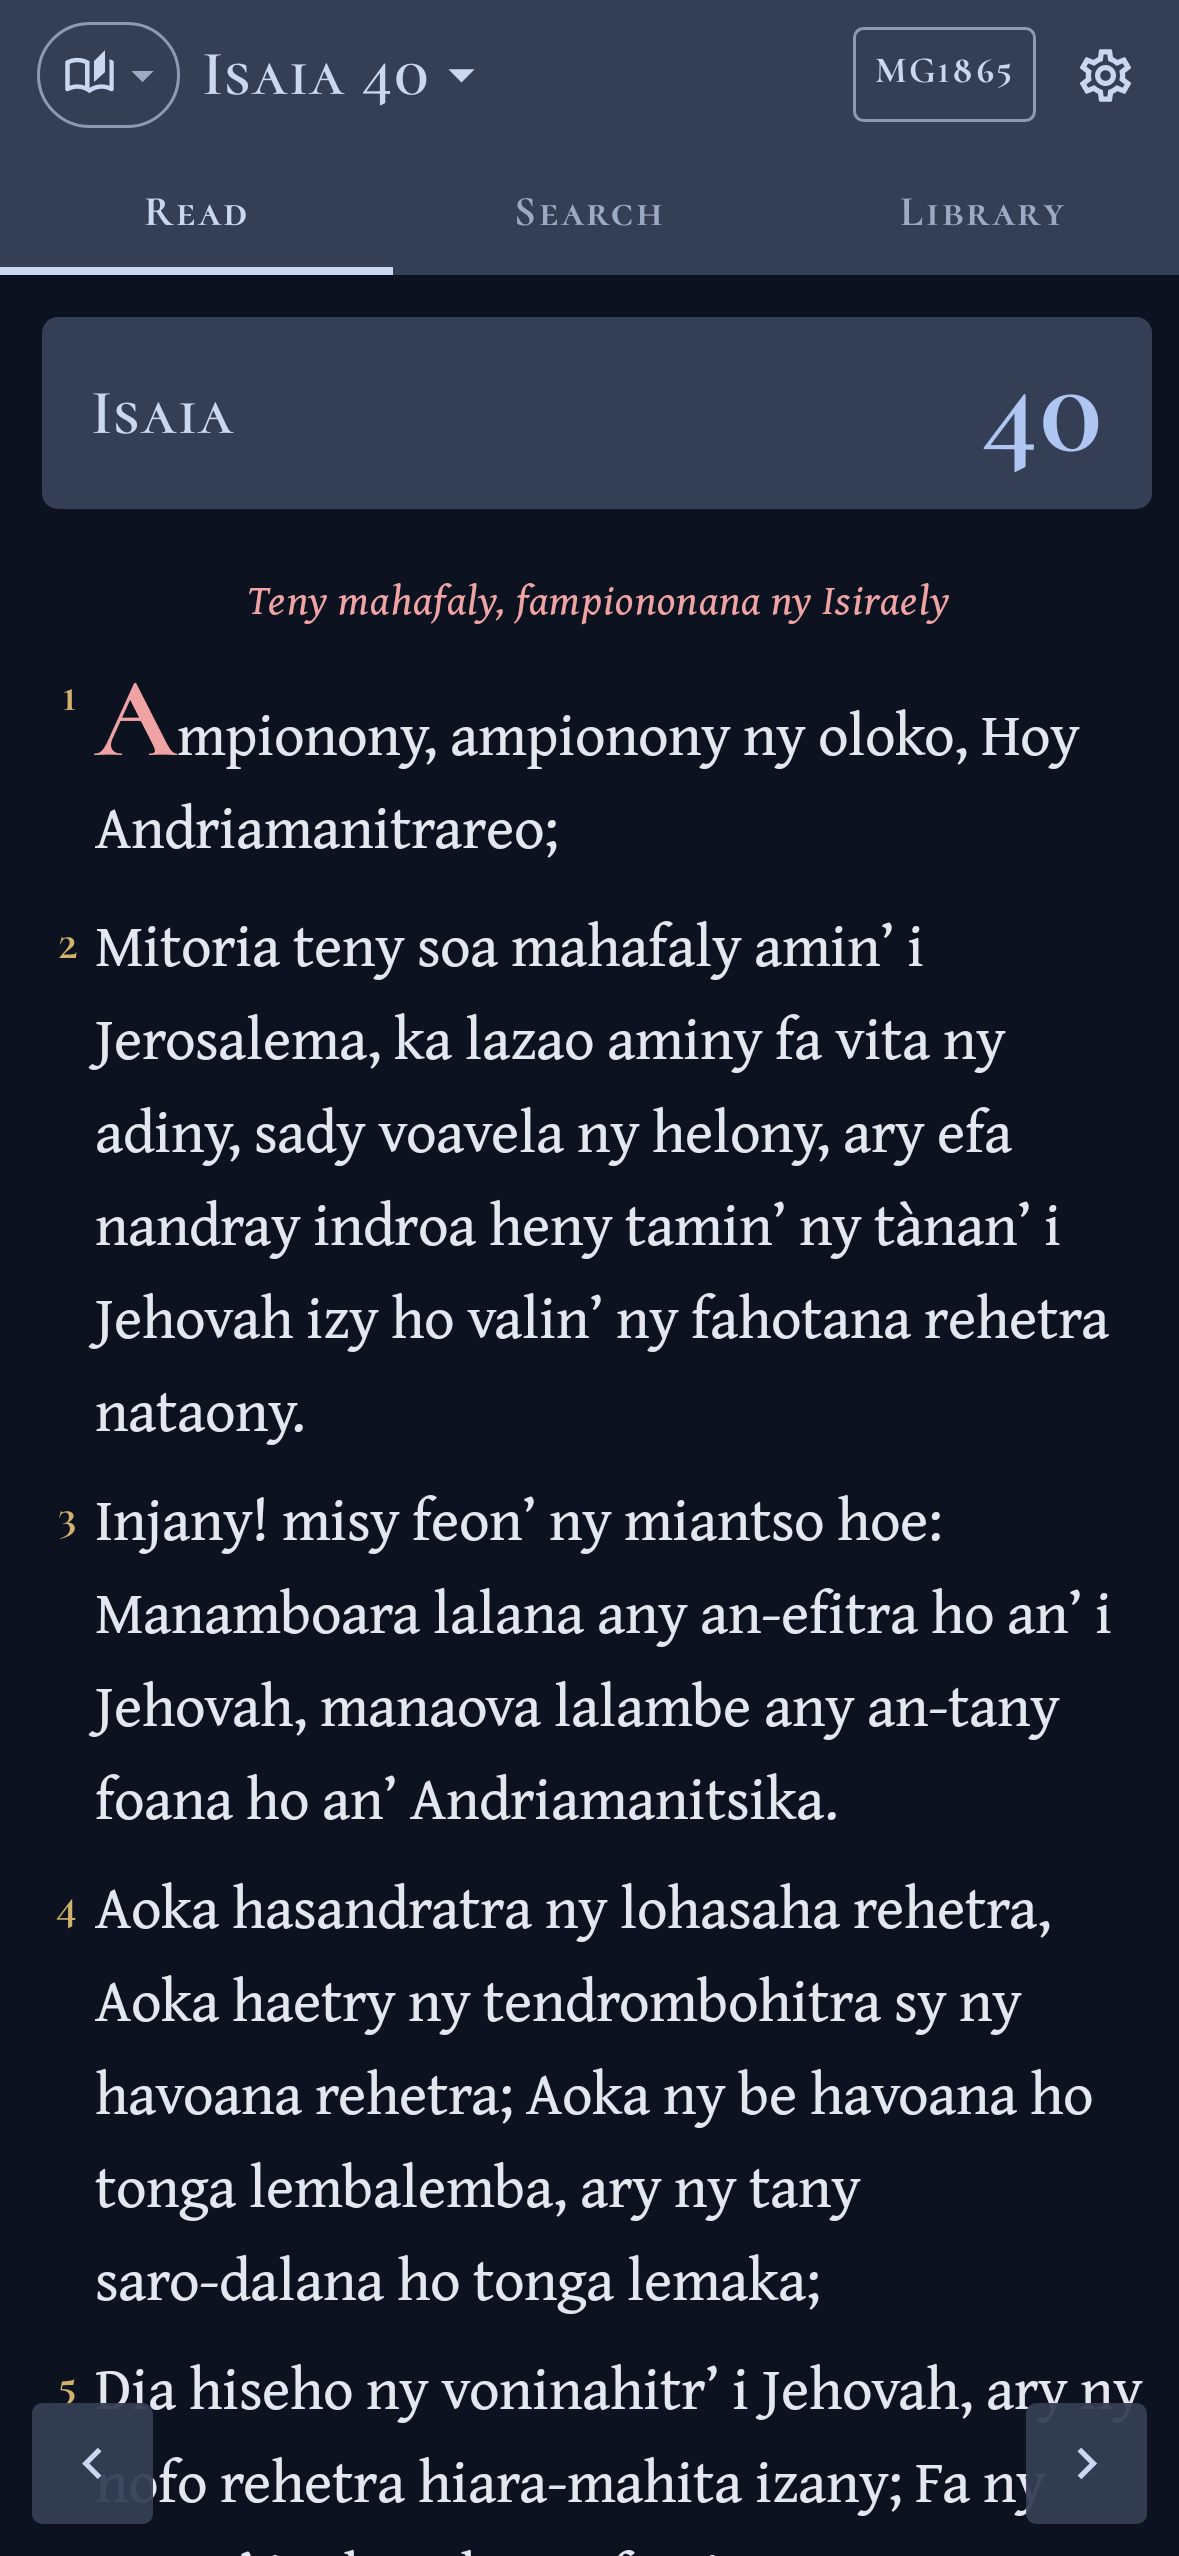 Isaia 40
MG1865
Read
Search
Library
Isaia
40
Teny mahafaly, fampiononana ny Isiraely
1 Ampionony, ampionony ny oloko, Hoy
Andriamanitrareo;
2 Mitoria teny soa mahafaly amin’ i
Jerosalema, ka lazao aminy fa vita ny
adiny, sady voavela ny helony, ary efa
nandray indroa heny tamin’ ny tànan’ i
Jehovah izy ho valin’ ny fahotana rehetra
nataony.
3 Injany! misy feon’ ny miantso hoe:
Manamboara lalana any an-efitra ho an’ i
Jehovah, manaova lalambe any an-tany
foana ho an’ Andriamanitsika.
4 Aoka hasandratra ny lohasaha rehetra,
Aoka haetry ny tendrombohitra sy ny
havoana rehetra; Aoka ny be havoana ho
tonga lembalemba, ary ny tany
saro-dalana ho tonga lemaka;
5 Dia hiseho ny voninahitr’ i Jehovah, ary ny
nofo rehetra hiara-mahita izany; Fa ny